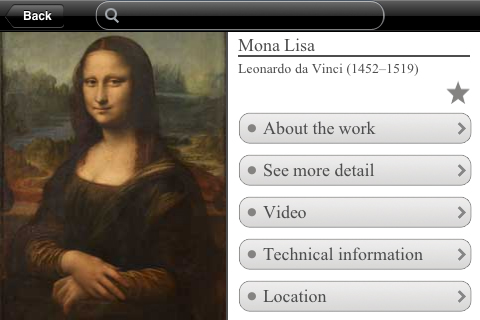 Back
Mona Lisa
Leonardo da Vinci (1452–1519)
About the work
See more detail
Video
Technical information
Location